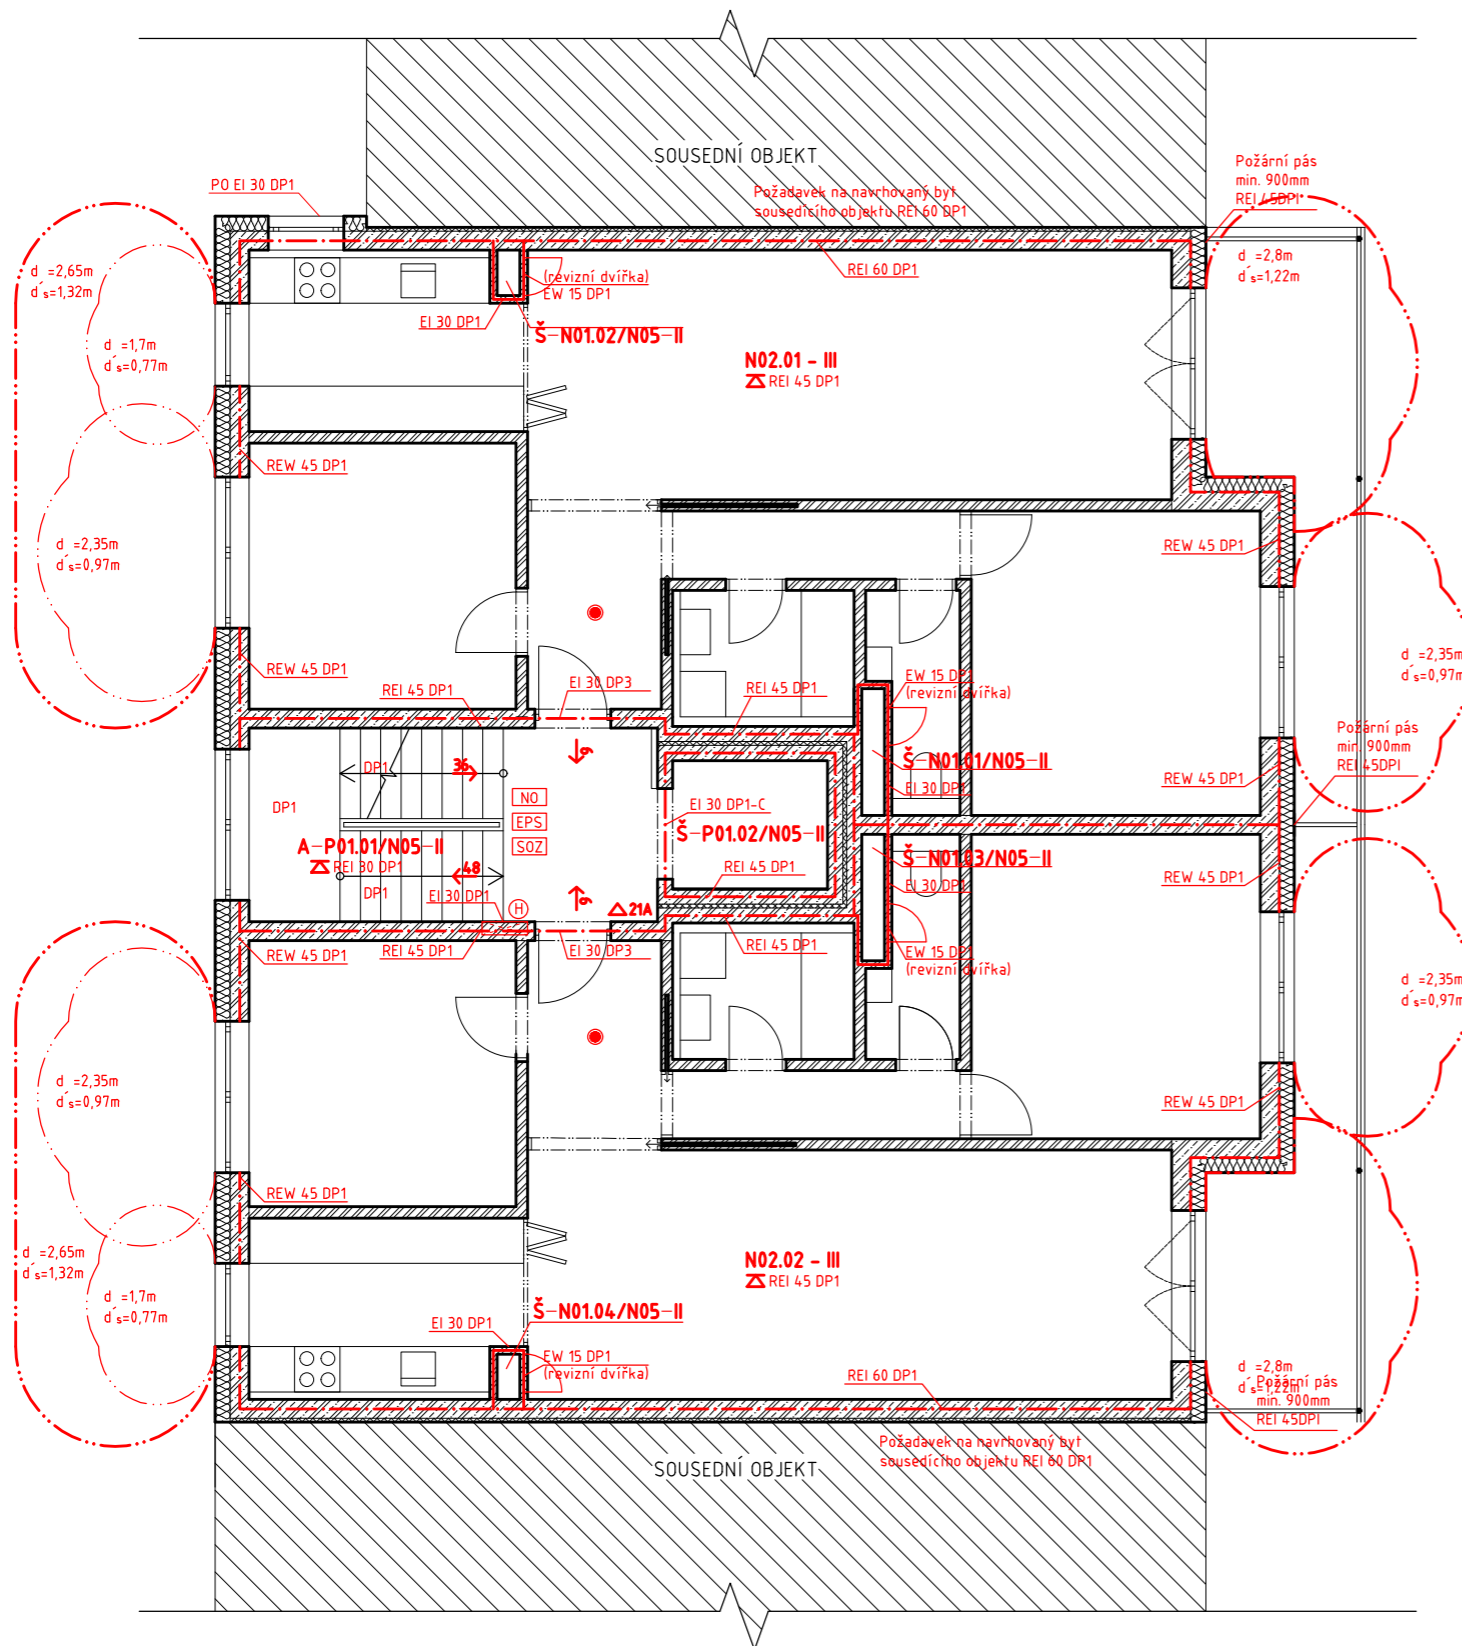 SOUSEDNÍ OBJEKT
Požární pás
min. 900mm
REI 45DP1
PO EI 30 DP1
Požadavek na navrhovaný byt
sousedícího objektu REI 60 DP1
REI 60 DP1
d =2,65m
d´s=1,32m
d =2,8m
d´s=1,22m
(revizní dvířka)
EW 15 DP1
EI 30 DP1
Š-N01.02/N05-II
d =1,7m
d´s=0,77m
N02.01 - III
REI 45 DP1
REW 45 DP1
d =2,35m
d´s=0,97m
REW 45 DP1
REW 45 DP1
REI 45 DP1
EI 30 DP3
REI 45 DP1
EW 15 DP1
(revizní dvířka)
d =2,35m
d´s=0,97m
Požární pás
min. 900mm
REI 45DP1
6
DP1
36
Š-N01.01/N05-II
REW 45 DP1
EI 30 DP1
NO
DP1
EI 30 DP1-C
EPS
Š-P01.02/N05-II
SOZ
A-P01.01/N05-II
REI 30 DP1
48
Š-N01.03/N05-II
REI 45 DP1
REW 45 DP1
EI 30 DP1
DP1
EI 30 DP1
H
6
21A
REW 45 DP1
REI 45 DP1
EI 30 DP3
REI 45 DP1
EW 15 DP1
(revizní dvířka)
d =2,35m
d´s=0,97m
d =2,35m
d´s=0,97m
REW 45 DP1
REW 45 DP1
d =2,65m
d´s=1,32m
N02.02 - III
REI 45 DP1
d =1,7m
d´s=0,77m
EI 30 DP1
Š-N01.04/N05-II
EW 15 DP1
(revizní dvířka)
REI 60 DP1
d =2,8m
d´s=1,22m
Požární pás
min. 900mm
REI 45DP1
Požadavek na navrhovaný byt
sousedícího objektu REI 60 DP1
SOUSEDNÍ OBJEKT